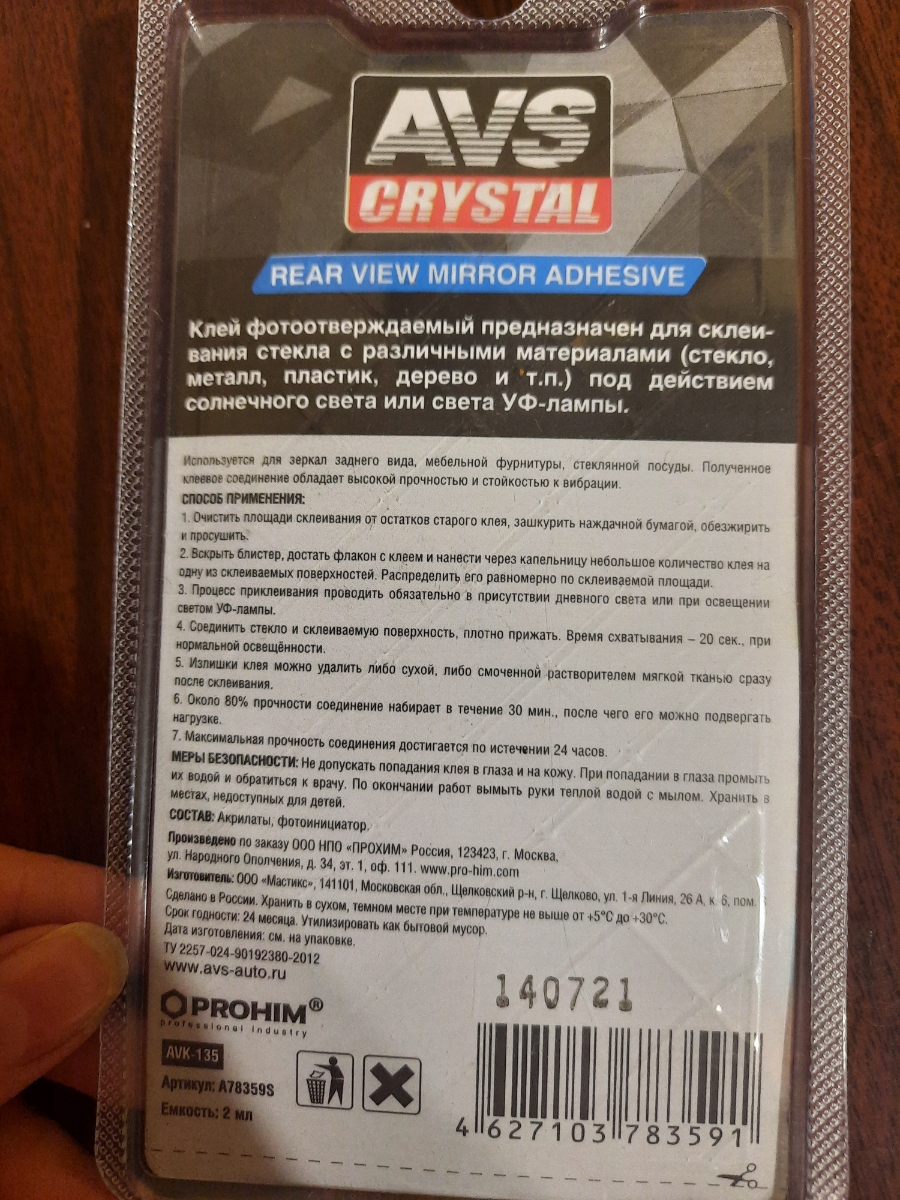 AVS
CRYSTAL
REAR VIEW MIRROR ADHESIVE
Клей фотоотверждаемый предназначен для склеи-
вания стекла с различными материалами (стекло,
металл, пластик, дерево и т.п.) под действием
солнечного света или света УФ-лампы.
Используется для зеркал заднего вида, мебельной фурнитуры, стеклянной посуды. Полученное
клеевое соединение обладает высокой прочностью и стойкостью к вибрации.
СПОСОБ ПРИМЕНЕНИЯ:
1. Очистить площади склеивания от остатков старого клея, зашкурить наждачной бумагой, обезжирить
и просушить.
2. Вскрыть блистер, достать флакон с клеем и нанести через капельницу небольшое количество клея на
одну из склеиваемых поверхностей. Распределить его равномерно по склеиваемой площади.
3. Процесс приклеивания проводить обязательно в присутствии дневного света или при освещении
светом УФ-лампы.
4. Соединить стекло и склеиваемую поверхность, плотно прижать. Время схватывания – 20 сек., при
нормальной освещённости.
5. Излишки клея можно удалить либо сухой, либо смоченной растворителем мягкой тканью сразу
после склеивания.
6. Около 80% прочности соединение набирает в течение 30 мин., после чего его можно подвергать
нагрузке.
7. Максимальная прочность соединения достигается по истечении 24 часов.
МЕРЫ БЕЗОПАСНОСТИ: Не допускать попадания клея в глаза и на кожу. При попадании в глаза промыть
их водой и обратиться к врачу. По окончании работ вымыть руки теплой водой с мылом. Хранить в
местах, недоступных для детей.
СОСТАВ: Акрилаты, фотоинициатор.
Произведено по заказу ООО НПО «ПРОХИМ» Россия, 123423, г. Москва,
ул. Народного Ополчения, д. 34, эт. 1, оф. 111. www.pro-him.com
Изготовитель: ООО «Мастикс», 141101, Московская обл., Щелковский р-н, г. Щелково, ул. 1-я Линия, 26 А, к. 6, пом.
Сделано в России. Хранить в сухом, темном месте при температуре не выше от +5°С до +30°С.
Срок годности: 24 месяца. Утилизировать как бытовой мусор.
Дата изготовления: см. на упаковке.
ТУ 2257-024-90192380-2012
www.avs-auto.ru
140721
PROHIM®
professional industry
AVK-135
Артикул: A78359S
Емкость: 2 мл
4 627103 783591